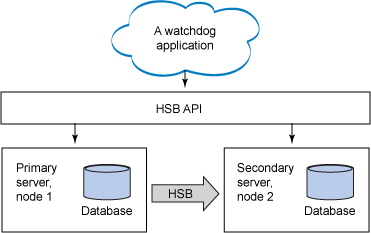 A watchdog
application
HSB API
Primary
server,
node 1
Database
HSB
Secondary
server,
node 2
Database